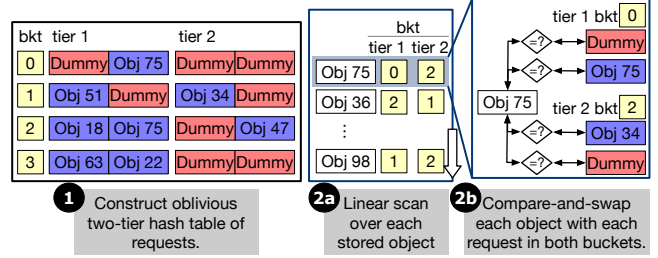 bkt tier 1 tier 2
0 Dummy Obj 75 Dummy Dummy
1 Obj 51 Dummy Obj 34 Dummy
2 Obj 18 Obj 75 Dummy Obj 47
3 Obj 63 Obj 22 Dummy Dummy
1 Construct oblivious
two-tier hash table of
requests.
bkt
tier 1 tier 2
Obj 75 0 2
Obj 36 2 1
⋮
Obj 98 1 2
2a Linear scan
over each
stored object
tier 1 bkt 0
=? Dummy
=? Obj 75
Obj 75
tier 2 bkt 2
=? Obj 34
=? Dummy
2b Compare-and-swap
each object with each
request in both buckets.